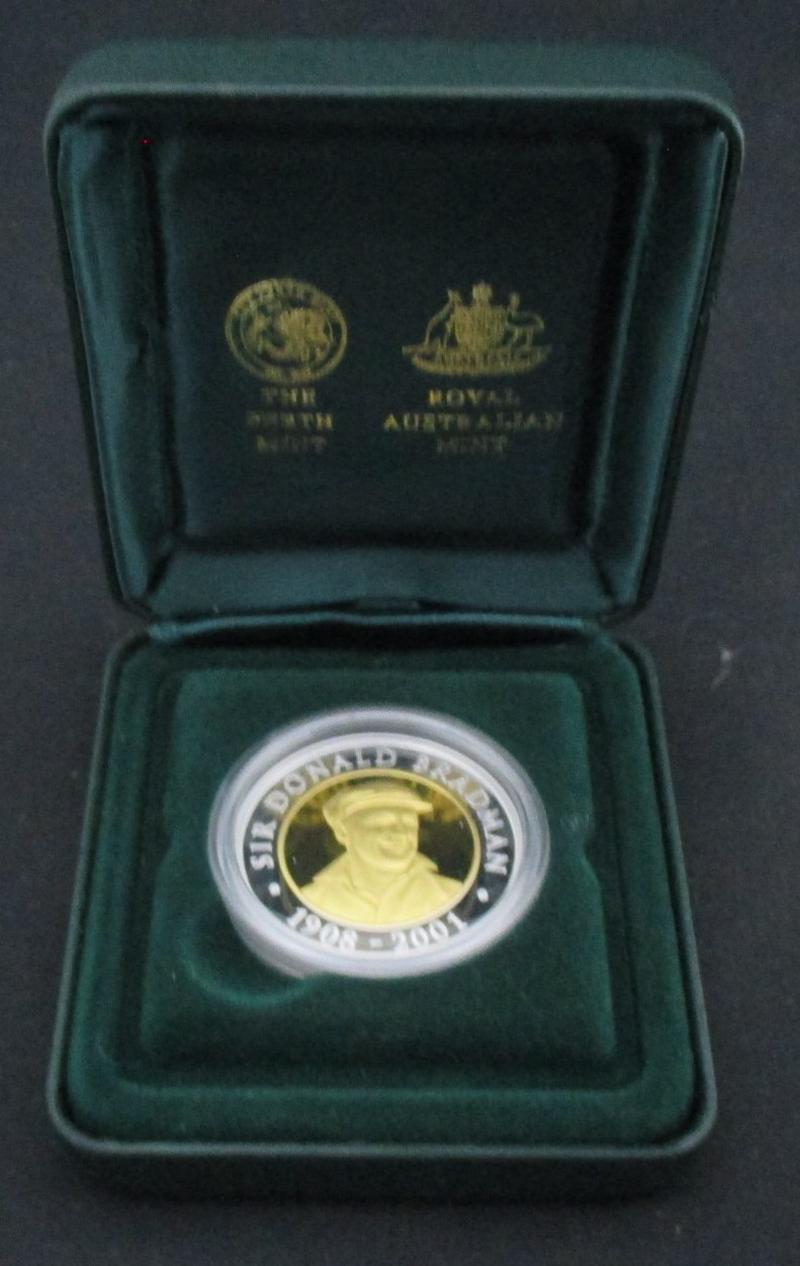 THE
PERTH
MINT
ROYAL
AUSTRALIAN
MINT
SIR DONALD BRADMAN
1908 - 2001